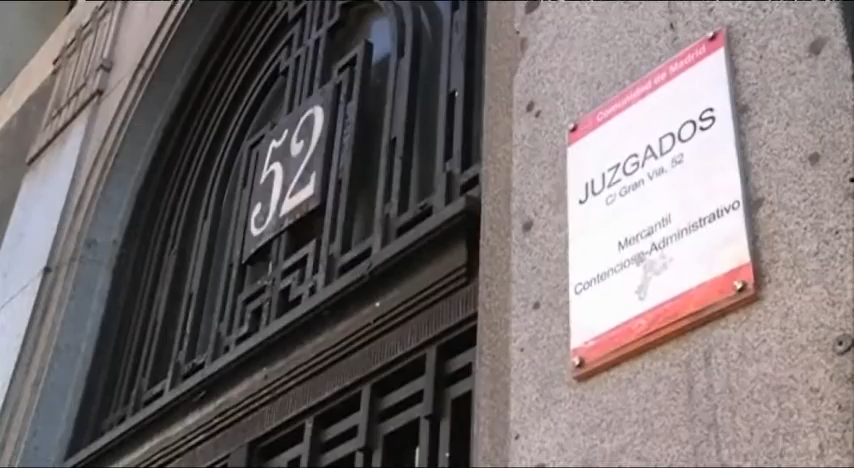 52
Comunidad de Madrid
JUZGADOS
C/ Gran Vía, 52
Mercantil
Contencioso-Administrativo